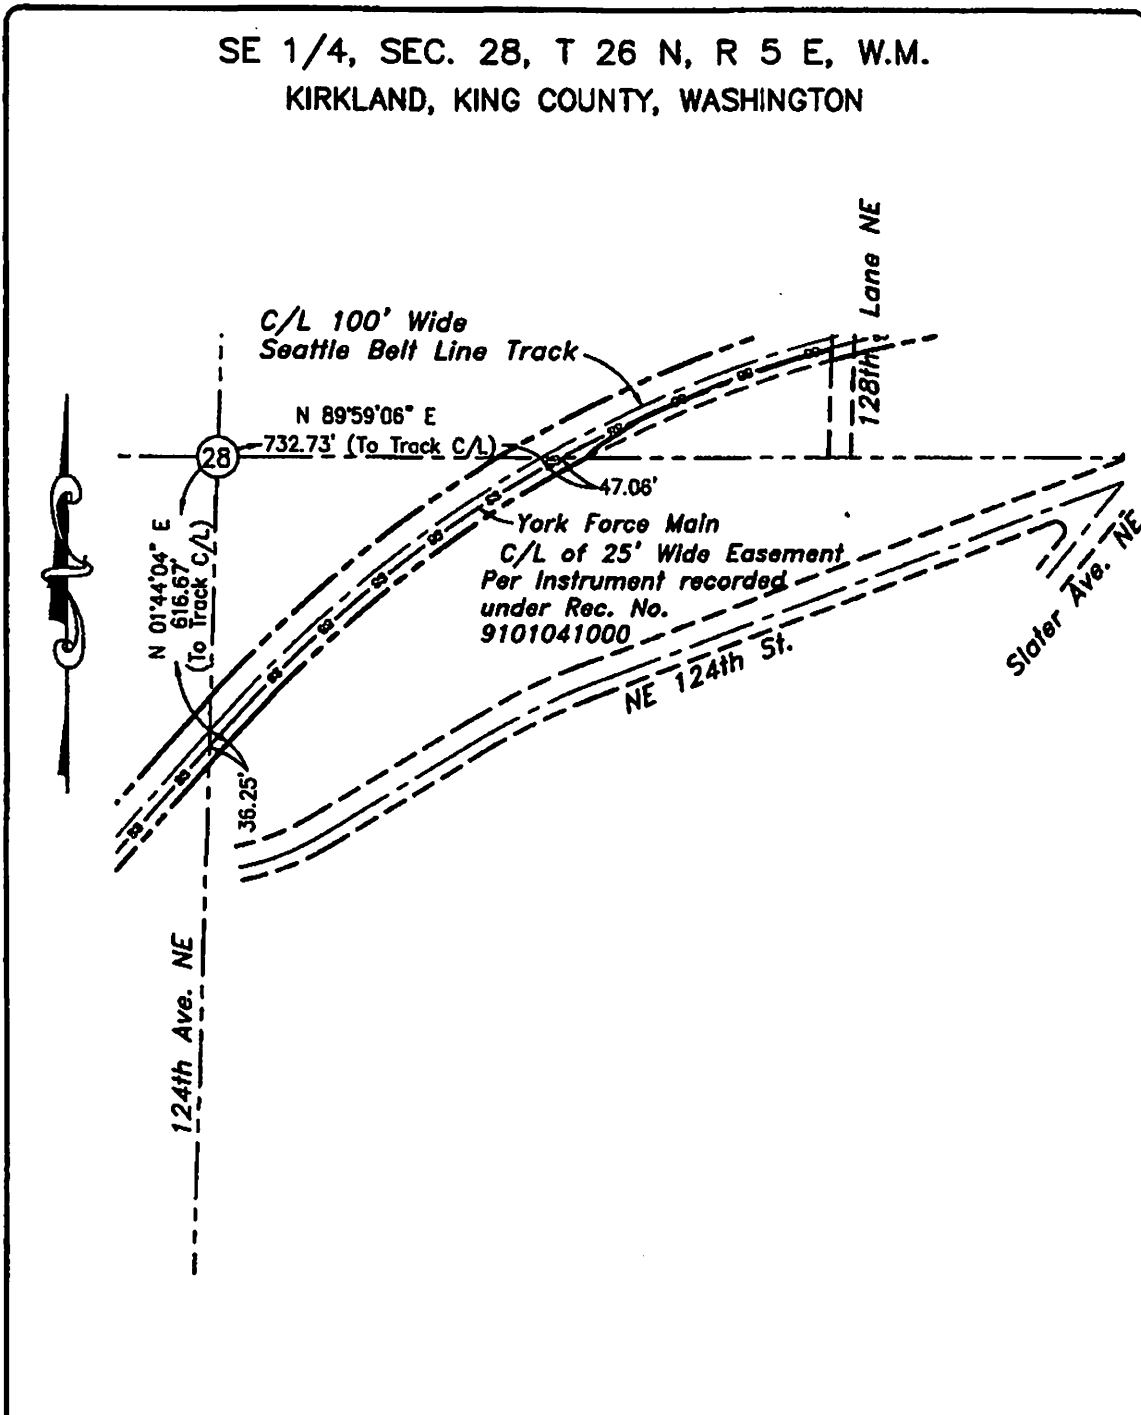 SE 1/4, SEC. 28, T 26 N, R 5 E, W.M.
KIRKLAND, KING COUNTY, WASHINGTON
128th Lane NE
C/L 100' Wide
Seattle Belt Line Track
N 89°59'06" E
732.73' (To Track C/L)
28
47.06'
N 01°44'04" E
616.67'
(To Track C/L)
York Force Main
C/L of 25' Wide Easement
Per Instrument recorded
under Rec. No.
9101041000
Slater Ave. NE
NE 124th St.
36.25'
124th Ave. NE